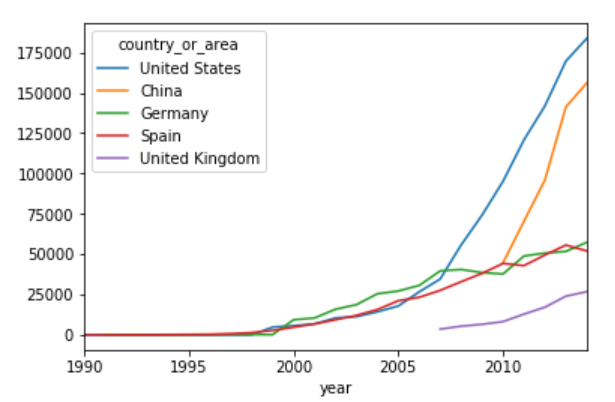 country_or_area
United States
China
Germany
Spain
United Kingdom
175000
150000
125000
100000
75000
50000
25000
0
1990 1995 2000 2005 2010
year